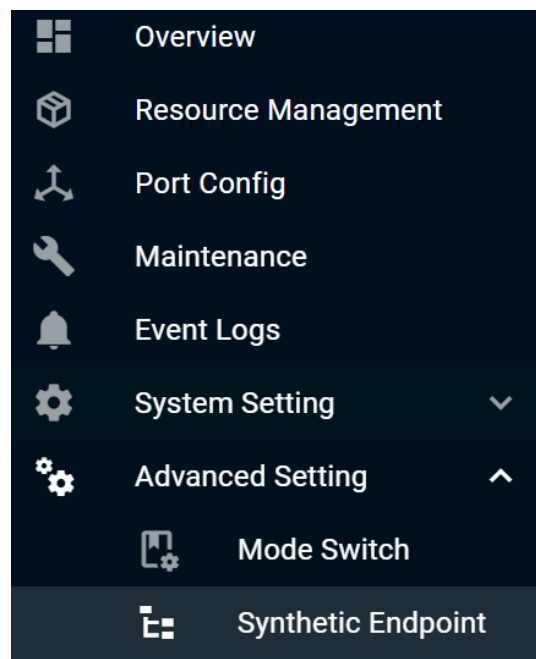 Overview
Resource Management
Port Config
Maintenance
Event Logs
System Setting
Advanced Setting
Mode Switch
Synthetic Endpoint